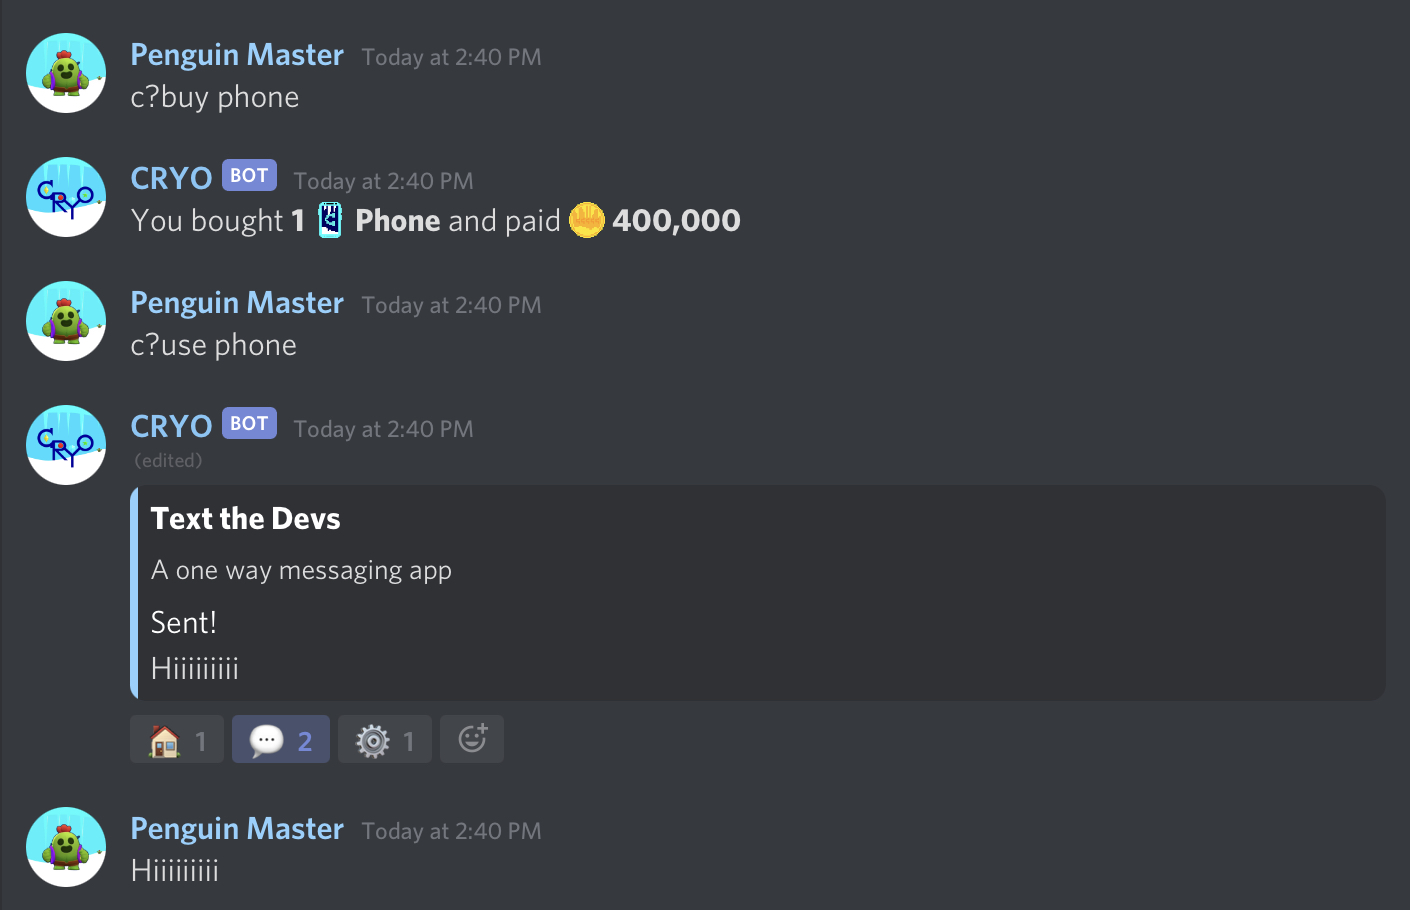 Penguin Master Today at 2:40 PM
c?buy phone
CRYO BOT Today at 2:40 PM
You bought 1 Phone and paid 400,000
Penguin Master Today at 2:40 PM
c?use phone
CRYO BOT Today at 2:40 PM
(edited)
Text the Devs
A one way messaging app
Sent!
Hiiiiiiiii
1 2 1
Penguin Master Today at 2:40 PM
Hiiiiiiiii